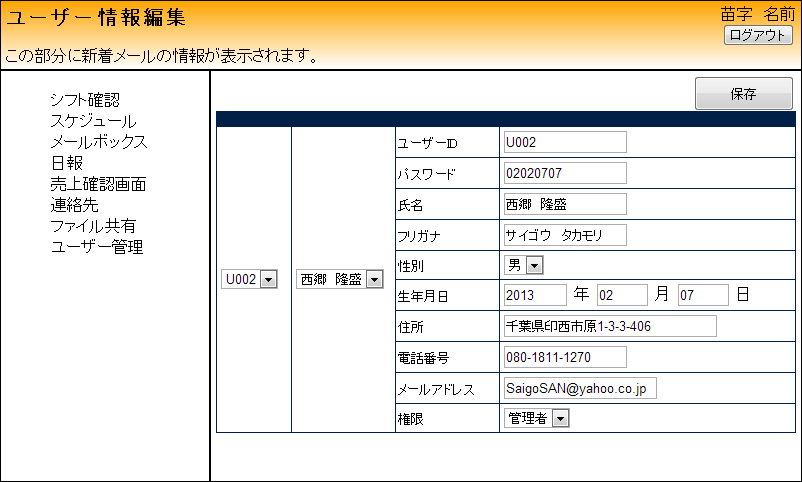 ユーザー情報編集
苗字　名前
ログアウト
この部分に新着メールの情報が表示されます。
シフト確認
スケジュール
メールボックス
日報
売上確認画面
連絡先
ファイル共有
ユーザー管理
保存
U002
西郷　隆盛
ユーザーID U002
パスワード 02020707
氏名 西郷　隆盛
フリガナ サイゴウ　タカモリ
性別 男
生年月日 2013 年 02 月 07 日
住所 千葉県印西市原1-3-3-406
電話番号 080-1811-1270
メールアドレス SaigoSAN@yahoo.co.jp
権限 管理者